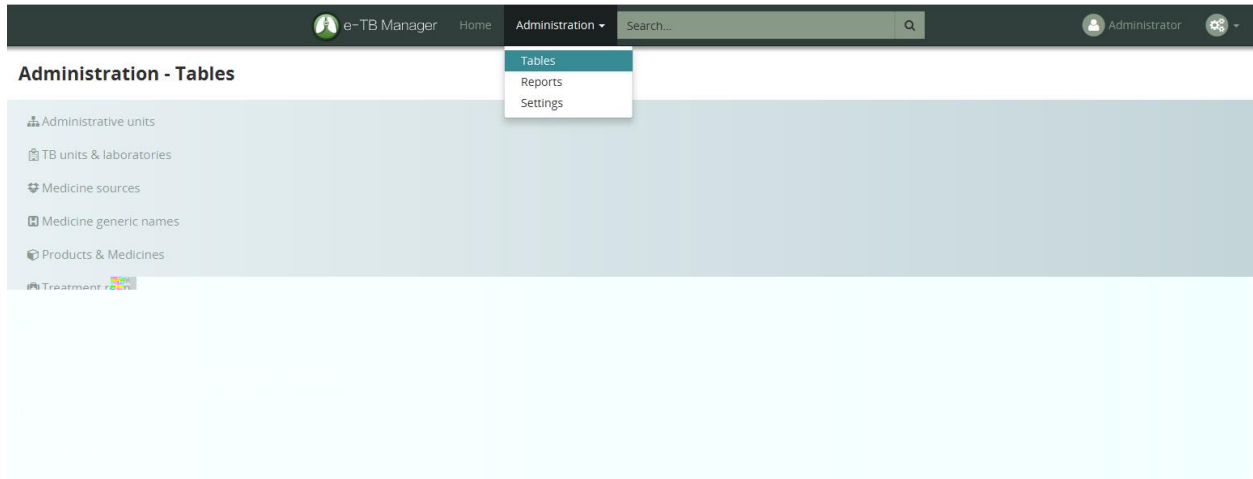 e-TB Manager Home Administration Search... Administrator
Tables
Reports
Settings
Administration - Tables
Administrative units
TB units & laboratories
Medicine sources
Medicine generic names
Products & Medicines
Treatment